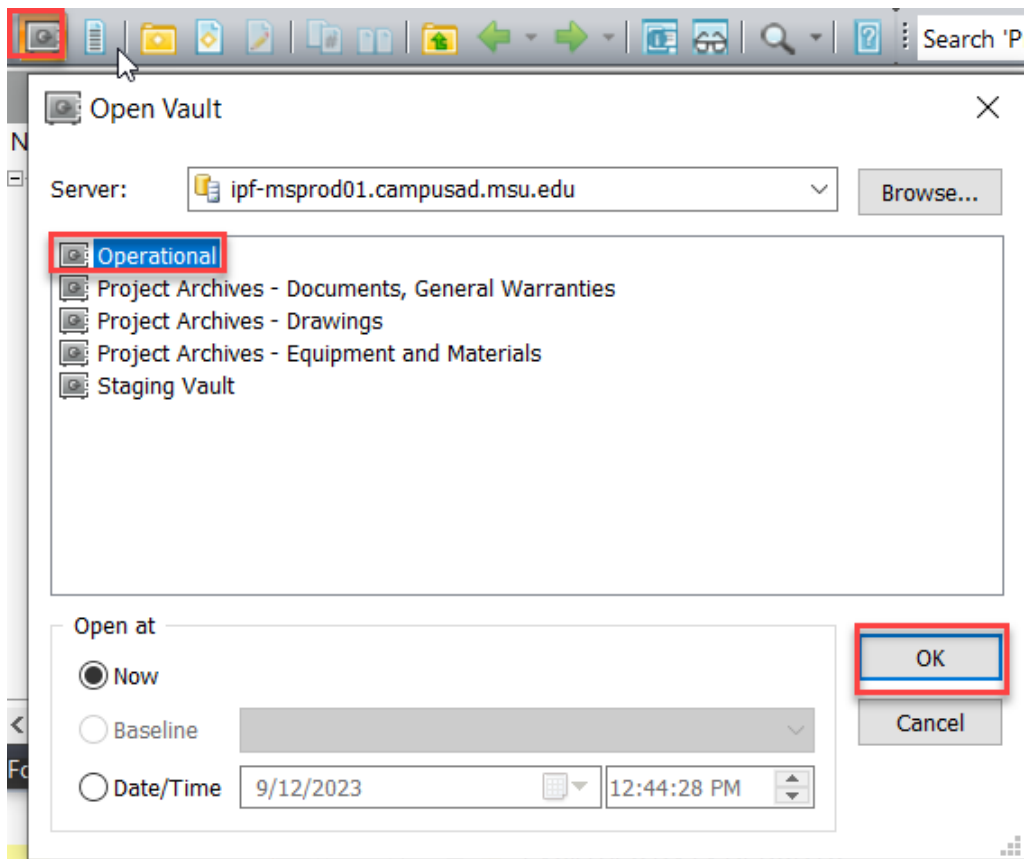 Search 'P
Open Vault
N
Server: ipf-msprod01.campusad.msu.edu Browse...
Operational
Project Archives - Documents, General Warranties
Project Archives - Drawings
Project Archives - Equipment and Materials
Staging Vault
Open at
Now
OK
Baseline
Cancel
Fo
Date/Time 9/12/2023 12:44:28 PM